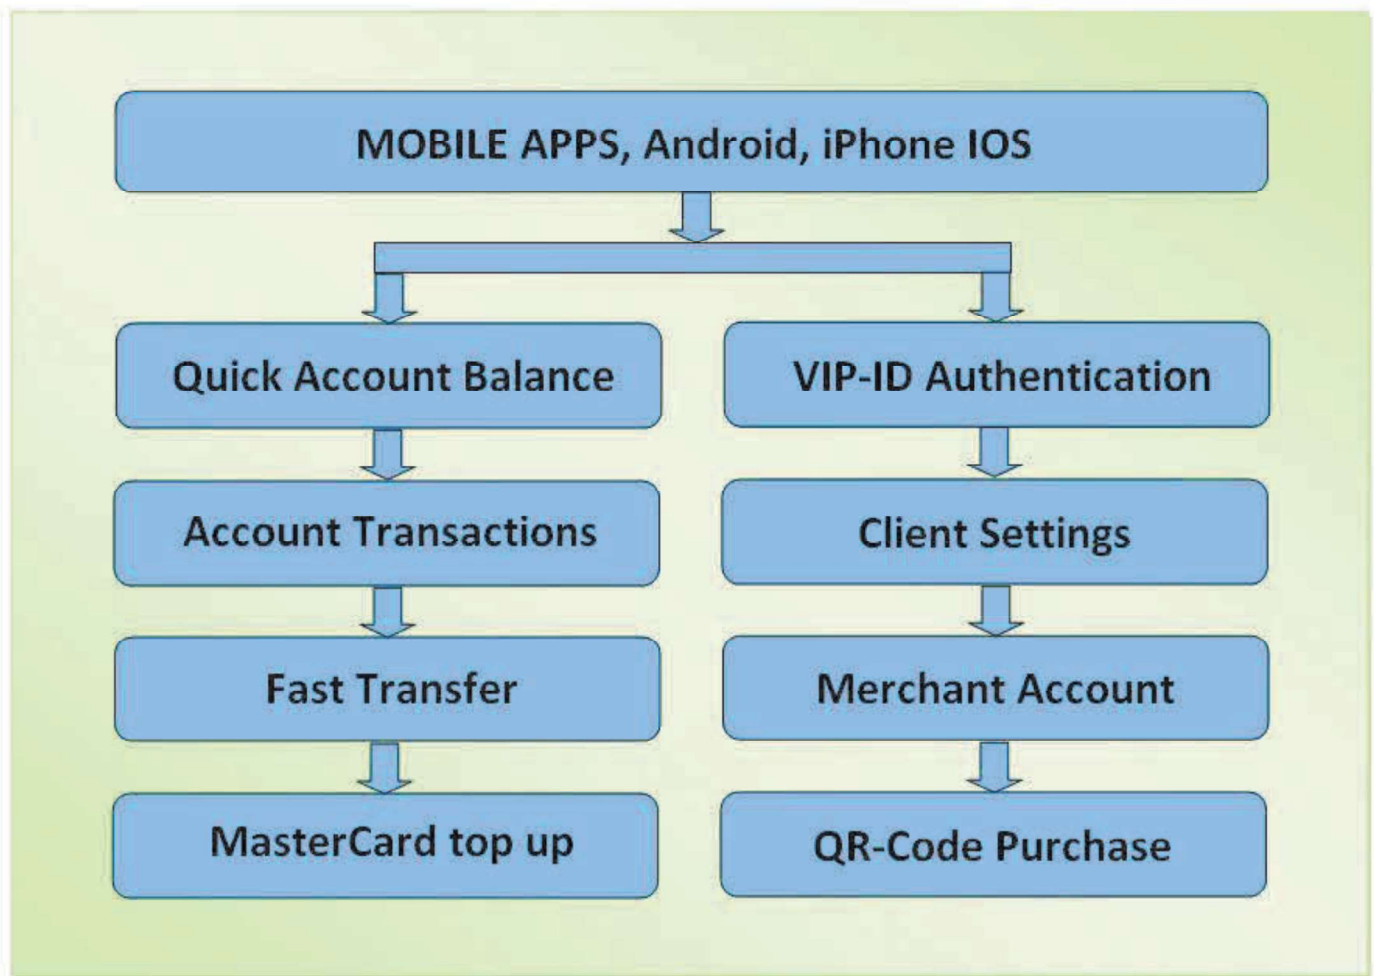 MOBILE APPS, Android, iPhone IOS
Quick Account Balance
VIP-ID Authentication
Account Transactions
Client Settings
Fast Transfer
Merchant Account
MasterCard top up
QR-Code Purchase